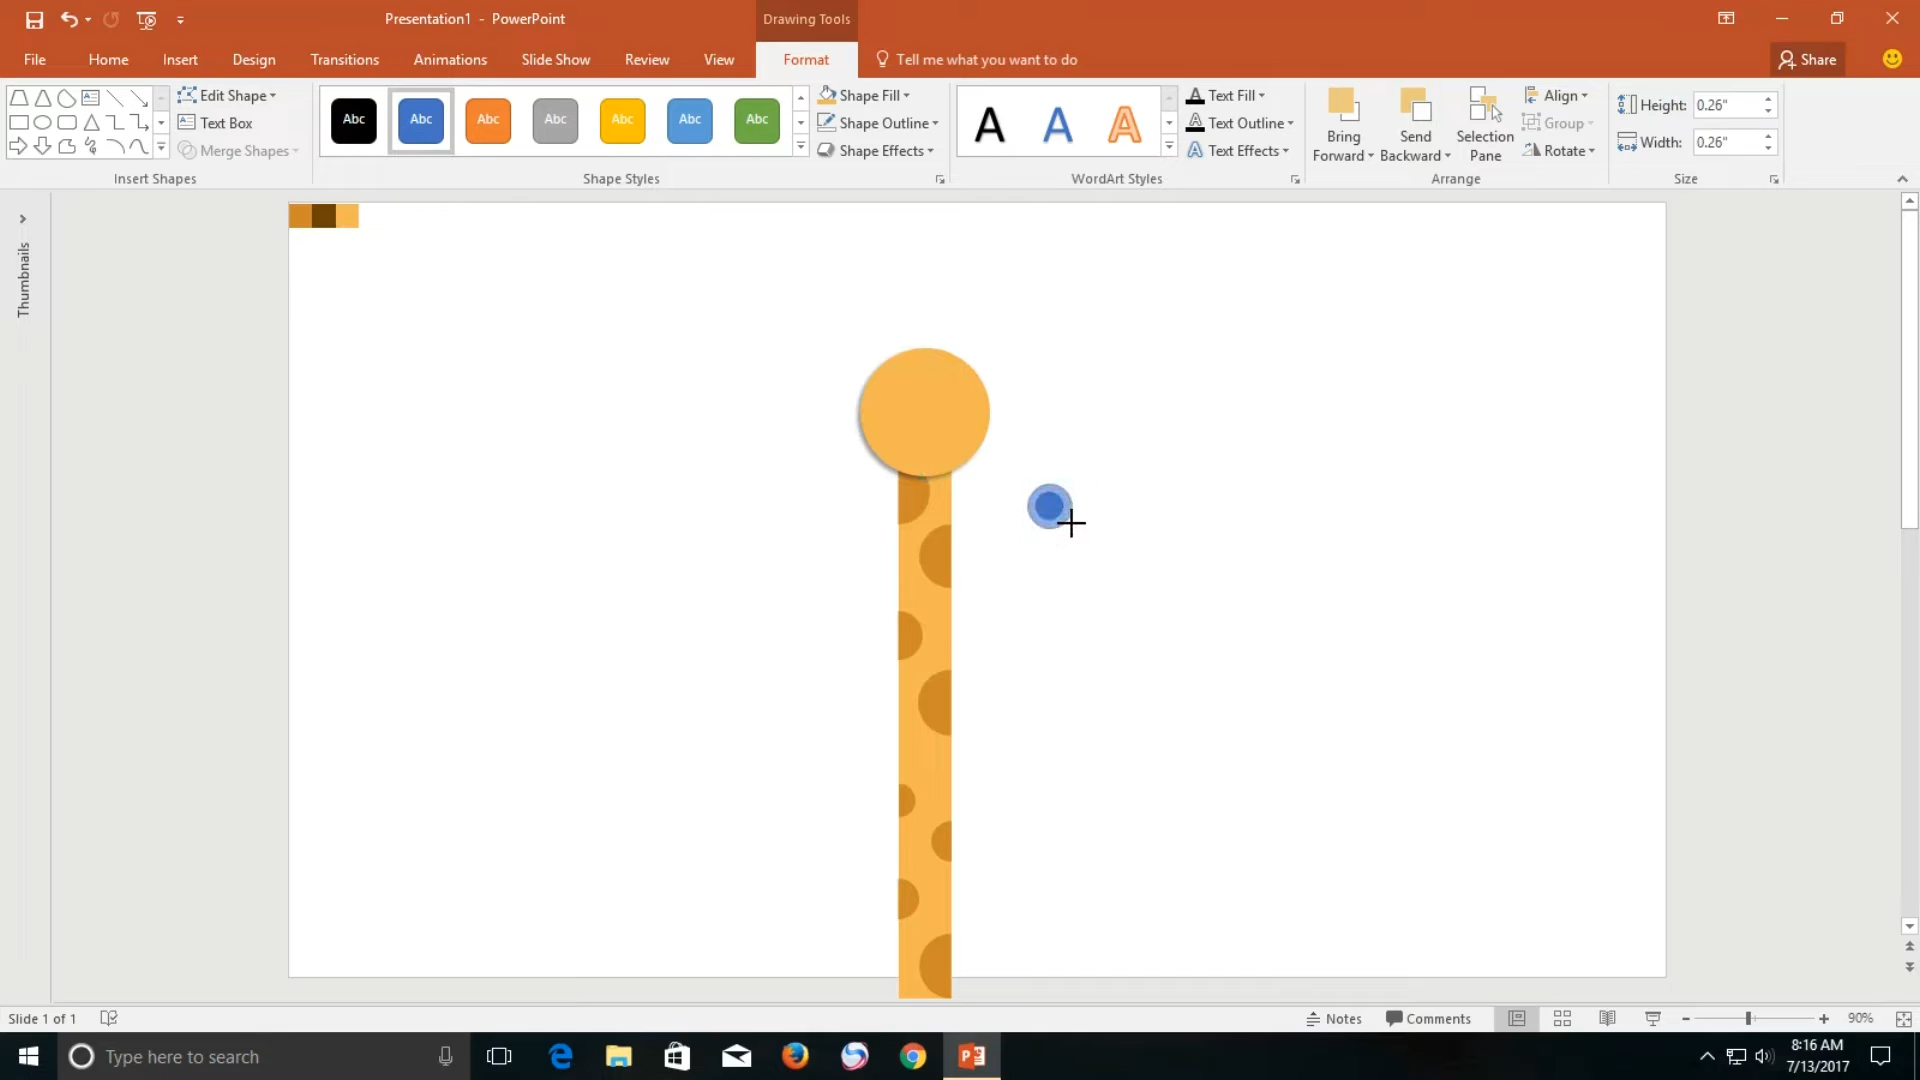 Presentation1 - PowerPoint
Drawing Tools
File
Home
Insert
Design
Transitions
Animations
Slide Show
Review
View
Format
Tell me what you want to do
Share
Edit Shape
Text Box
Merge Shapes
Insert Shapes
Abc
Abc
Abc
Abc
Abc
Abc
Abc
Shape Fill
Shape Outline
Shape Effects
Shape Styles
A
A
A
Text Fill
Text Outline
Text Effects
WordArt Styles
Bring
Forward
Send
Backward
Selection
Pane
Align
Group
Rotate
Arrange
Height:
0.26"
Width:
0.26"
Size
Thumbnails
Slide 1 of 1
Notes
Comments
90%
Type here to search
8:16 AM
7/13/2017